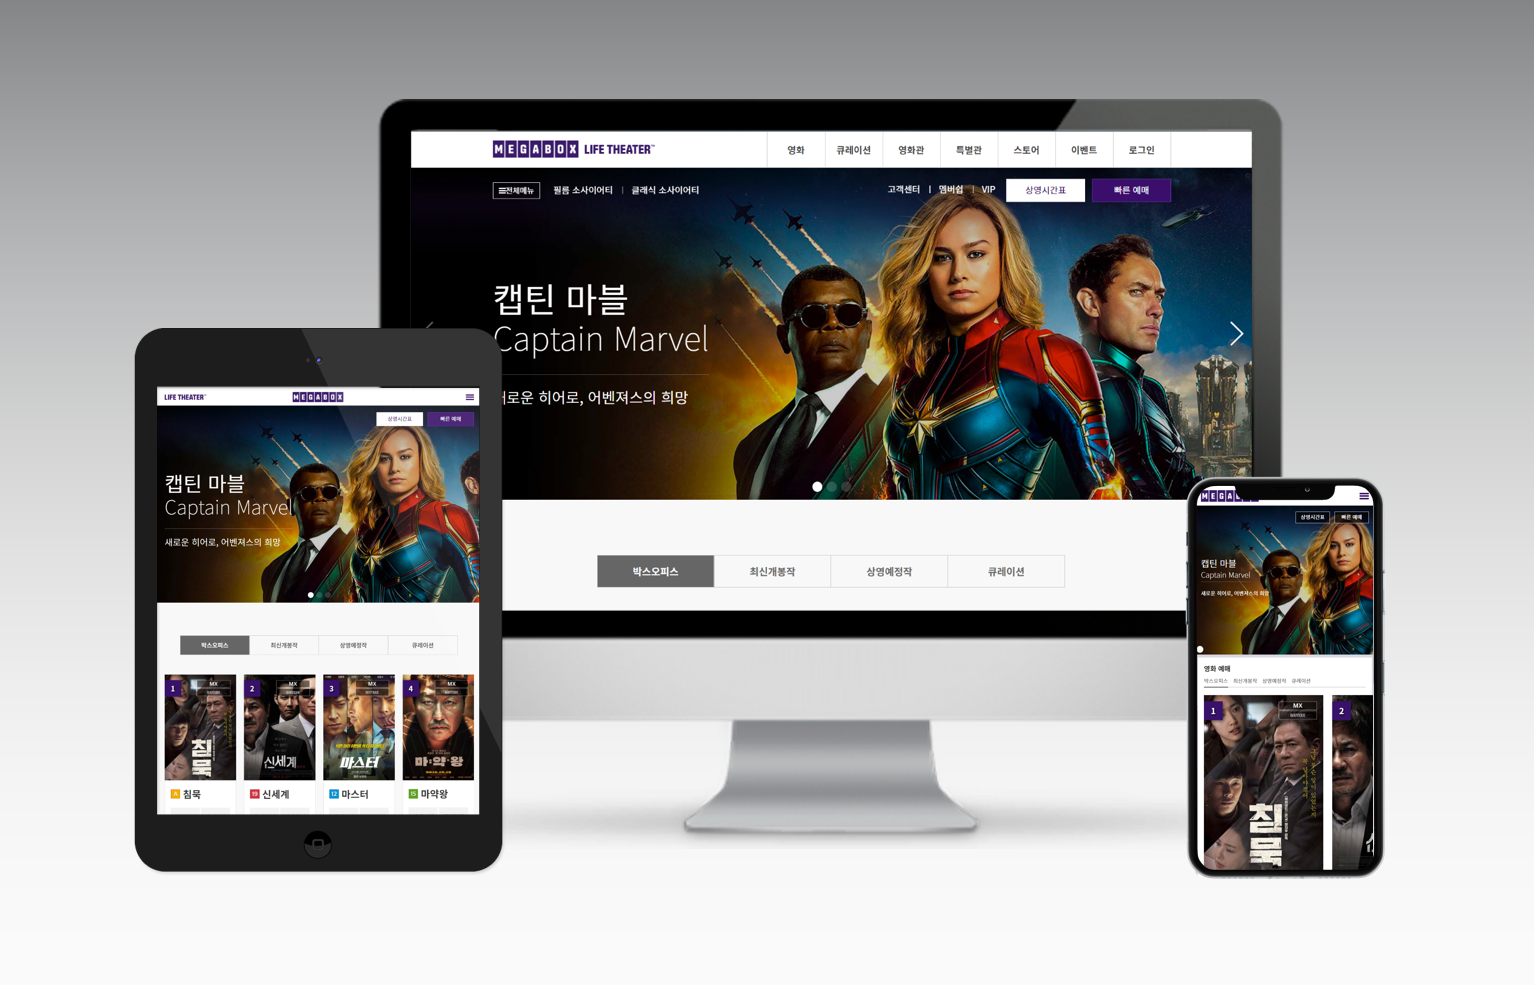 MEGABOX LIFE THEATER™
영화 큐레이션 영화관 특별관 스토어 이벤트 로그인
전체메뉴 필름 소사이어티 | 클래식 소사이어티
고객센터 | 멤버쉽 | VIP 상영시간표 빠른 예매
캡틴 마블
Captain Marvel
로운 히어로, 어벤져스의 희망
박스오피스 최신개봉작 상영예정작 큐레이션
LIFE THEATER™ MEGABOX
상영시간표 빠른 예매
캡틴 마블
Captain Marvel
새로운 히어로, 어벤져스의 희망
박스오피스 최신개봉작 상영예정작 큐레이션
1 MX 2 MX 3 MX 4 MX
침묵 신세계 마스터 마약왕
A 침묵 19 신세계 12 마스터 15 마약왕
MEGAB
상영시간표 빠른 예매
캡틴 마블
Captain Marvel
새로운 히어로, 어벤져스의 희망
영화 예매
박스오피스 최신개봉작 상영예정작 큐레이션
1 MX 2
침묵